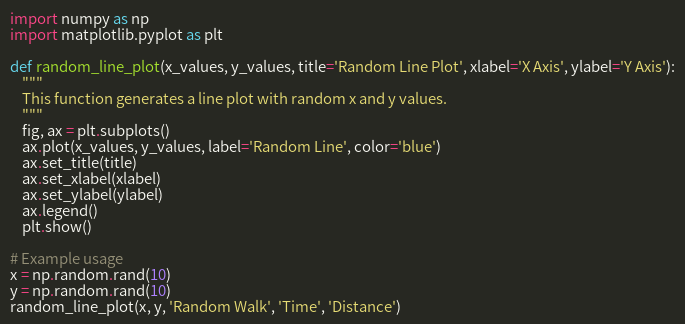 import numpy as np
import matplotlib.pyplot as plt

def random_line_plot(x_values, y_values, title='Random Line Plot', xlabel='X Axis', ylabel='Y Axis'):
    """
    This function generates a line plot with random x and y values.
    """
    fig, ax = plt.subplots()
    ax.plot(x_values, y_values, label='Random Line', color='blue')
    ax.set_title(title)
    ax.set_xlabel(xlabel)
    ax.set_ylabel(ylabel)
    ax.legend()
    plt.show()

# Example usage
x = np.random.rand(10)
y = np.random.rand(10)
random_line_plot(x, y, 'Random Walk', 'Time', 'Distance')